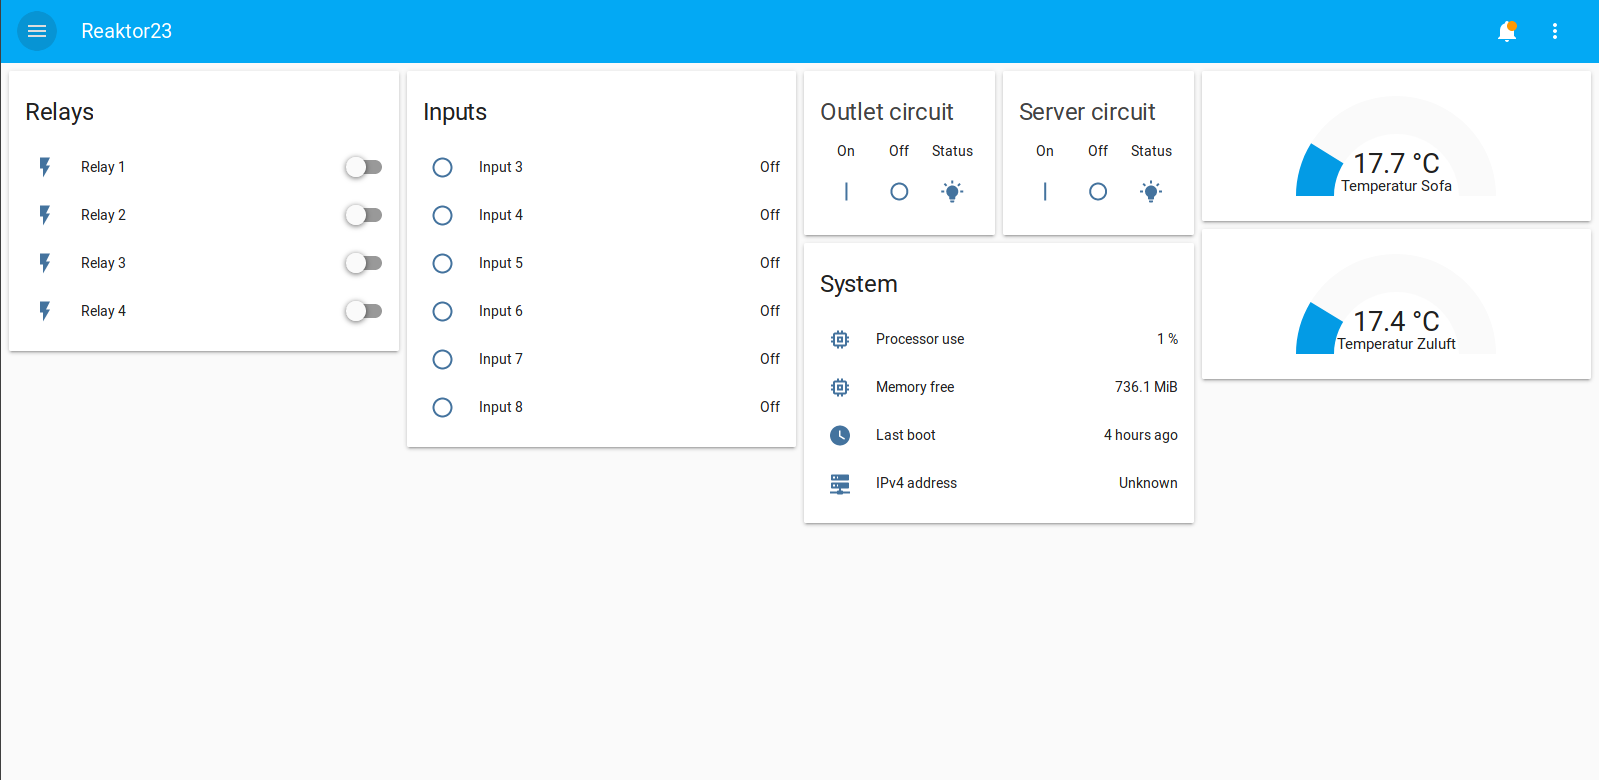 Reaktor23
Relays
Relay 1
Relay 2
Relay 3
Relay 4
Inputs
Input 3 Off
Input 4 Off
Input 5 Off
Input 6 Off
Input 7 Off
Input 8 Off
Outlet circuit
On Off Status
Server circuit
On Off Status
System
Processor use 1 %
Memory free 736.1 MiB
Last boot 4 hours ago
IPv4 address Unknown
17.7 °C
Temperatur Sofa
17.4 °C
Temperatur Zuluft